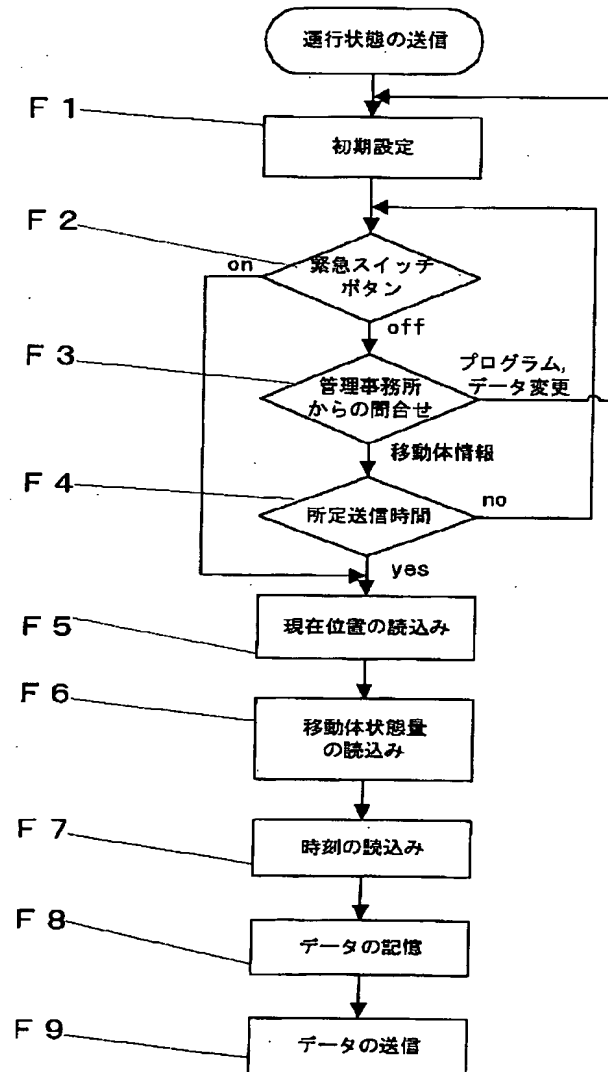 運行状態の送信
F 1
初期設定
F 2
on
緊急スイッチ
ボタン
off
F 3
管理事務所
からの問合せ
プログラム,
データ変更
移動体情報
F 4
所定送信時間
no
yes
F 5
現在位置の読込み
F 6
移動体状態量
の読込み
F 7
時刻の読込み
F 8
データの記憶
F 9
データの送信